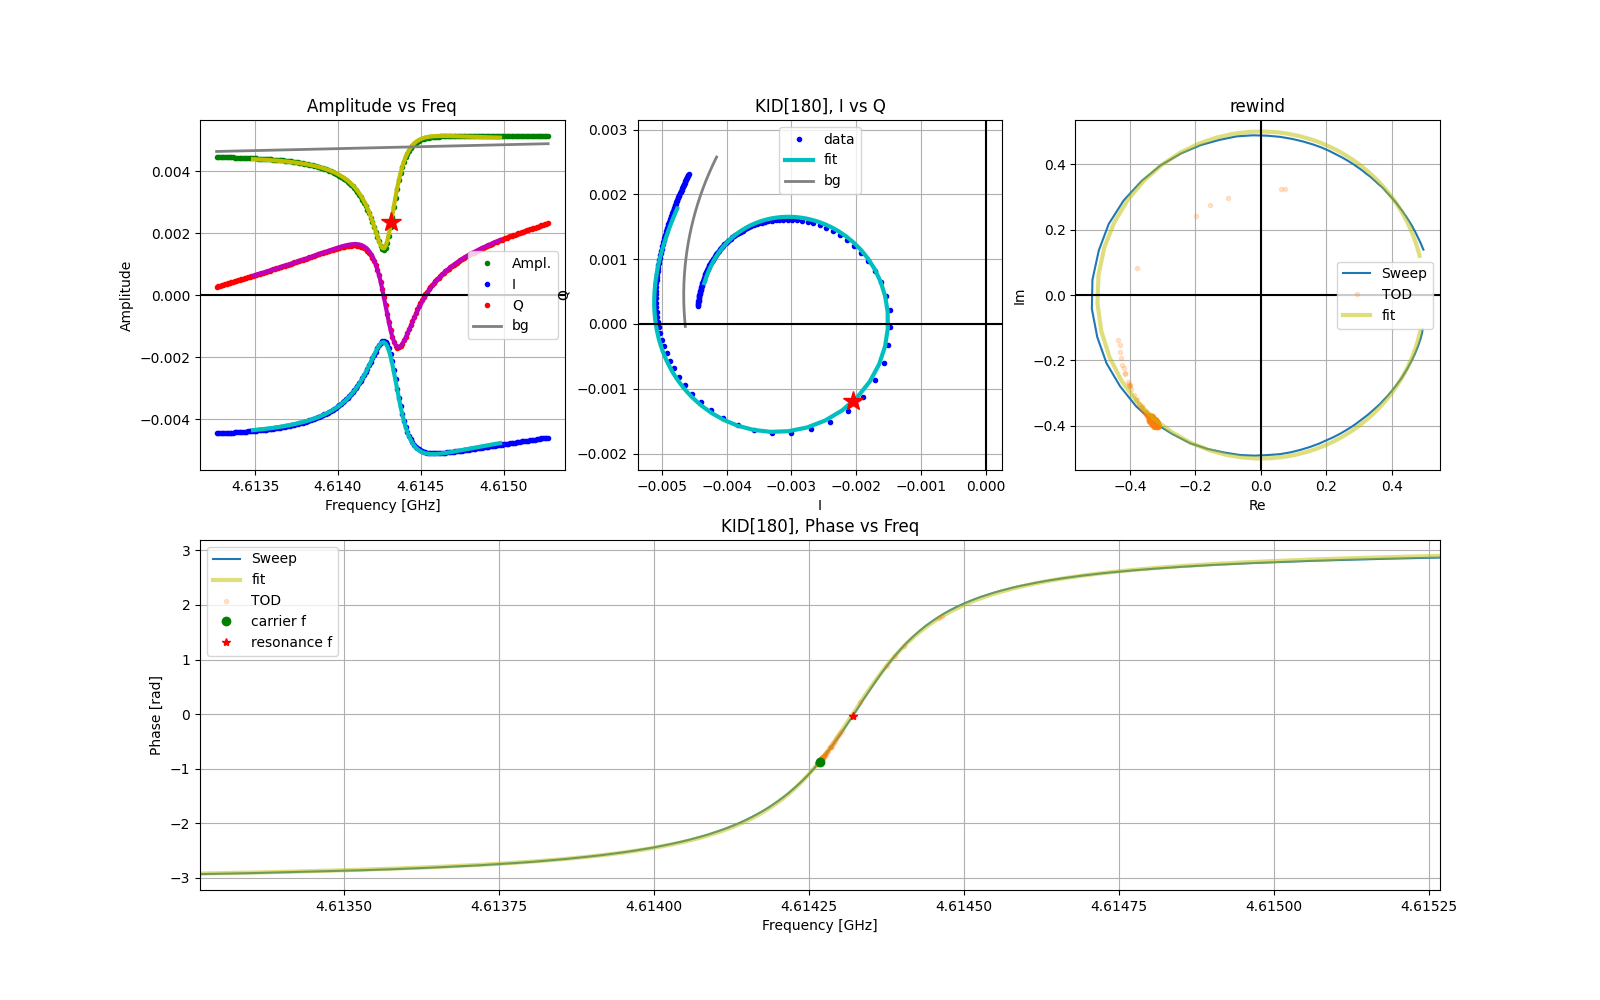 Amplitude vs Freq
Amplitude
0.004
0.002
0.000
−0.002
−0.004
4.6135
4.6140
4.6145
4.6150
Frequency [GHz]
Ampl.
I
Q
bg
KID[180], I vs Q
Q
0.003
0.002
0.001
0.000
−0.001
−0.002
−0.005
−0.004
−0.003
−0.002
−0.001
0.000
I
data
fit
bg
rewind
Im
0.4
0.2
0.0
−0.2
−0.4
−0.4
−0.2
0.0
0.2
0.4
Re
Sweep
TOD
fit
KID[180], Phase vs Freq
Phase [rad]
3
2
1
0
−1
−2
−3
4.61350
4.61375
4.61400
4.61425
4.61450
4.61475
4.61500
4.61525
Frequency [GHz]
Sweep
fit
TOD
carrier f
resonance f